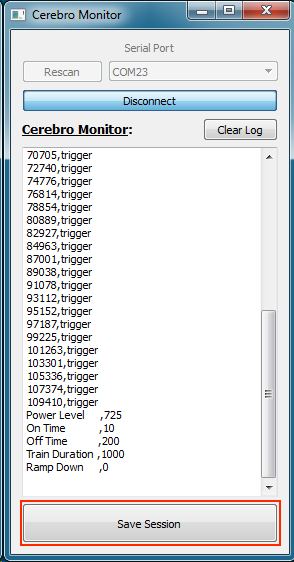 Cerebro Monitor
Serial Port
Rescan COM23
Disconnect
Cerebro Monitor: Clear Log
70705,trigger
72740,trigger
74776,trigger
76814,trigger
78854,trigger
80889,trigger
82927,trigger
84963,trigger
87001,trigger
89038,trigger
91078,trigger
93112,trigger
95152,trigger
97187,trigger
99225,trigger
101263,trigger
103301,trigger
105336,trigger
107374,trigger
109410,trigger
Power Level ,725
On Time ,10
Off Time ,200
Train Duration ,1000
Ramp Down ,0
Save Session